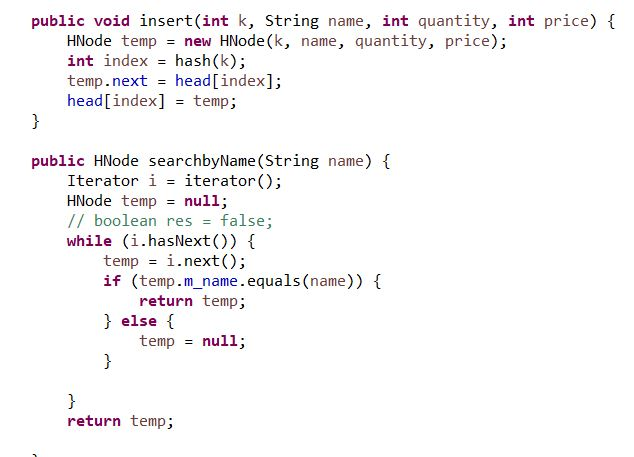 public void insert(int k, String name, int quantity, int price) {
HNode temp = new HNode(k, name, quantity, price);
int index = hash(k);
temp.next = head[index];
head[index] = temp;
}
public HNode searchbyName(String name) {
Iterator i = iterator();
HNode temp = null;
// boolean res = false;
while (i.hasNext()) {
temp = i.next();
if (temp.m_name.equals(name)) {
return temp;
} else {
temp = null;
}
}
return temp;